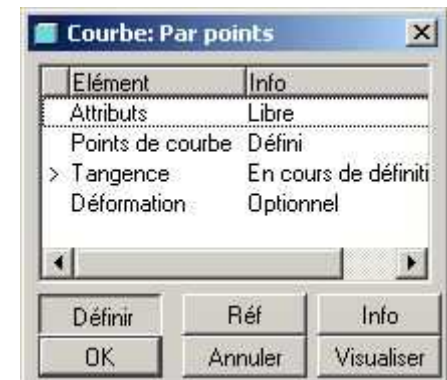 Courbe: Par points
Elément Info
Attributs Libre
Points de courbe Défini
> Tangence En cours de définiti
Déformation Optionnel
Définir Réf Info
OK Annuler Visualiser